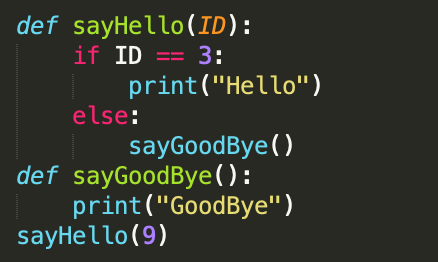 def sayHello(ID):
    if ID == 3:
        print("Hello")
    else:
        sayGoodBye()
def sayGoodBye():
    print("GoodBye")
sayHello(9)